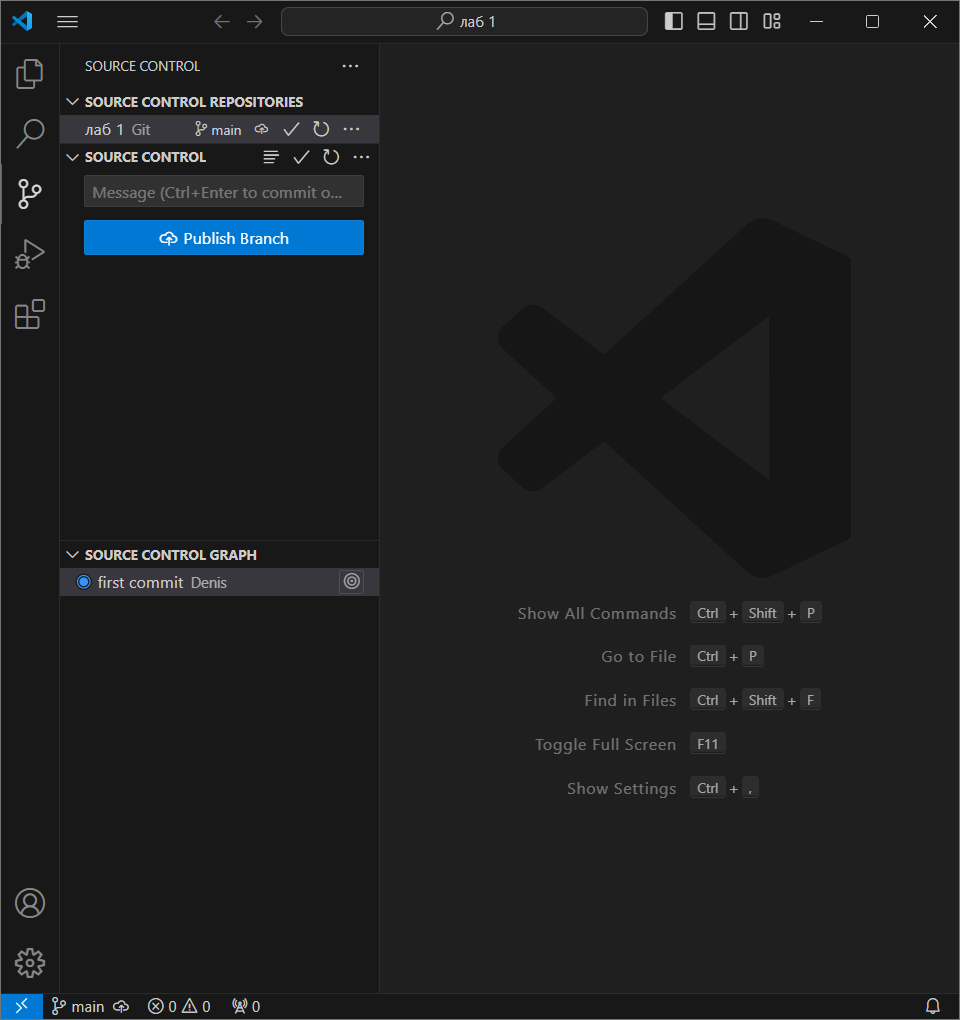 лаб 1
SOURCE CONTROL
SOURCE CONTROL REPOSITORIES
лаб 1 Git main
SOURCE CONTROL
Message (Ctrl+Enter to commit o...
Publish Branch
SOURCE CONTROL GRAPH
first commit Denis
Show All Commands Ctrl + Shift + P
Go to File Ctrl + P
Find in Files Ctrl + Shift + F
Toggle Full Screen F11
Show Settings Ctrl + ,
main 0 0 0